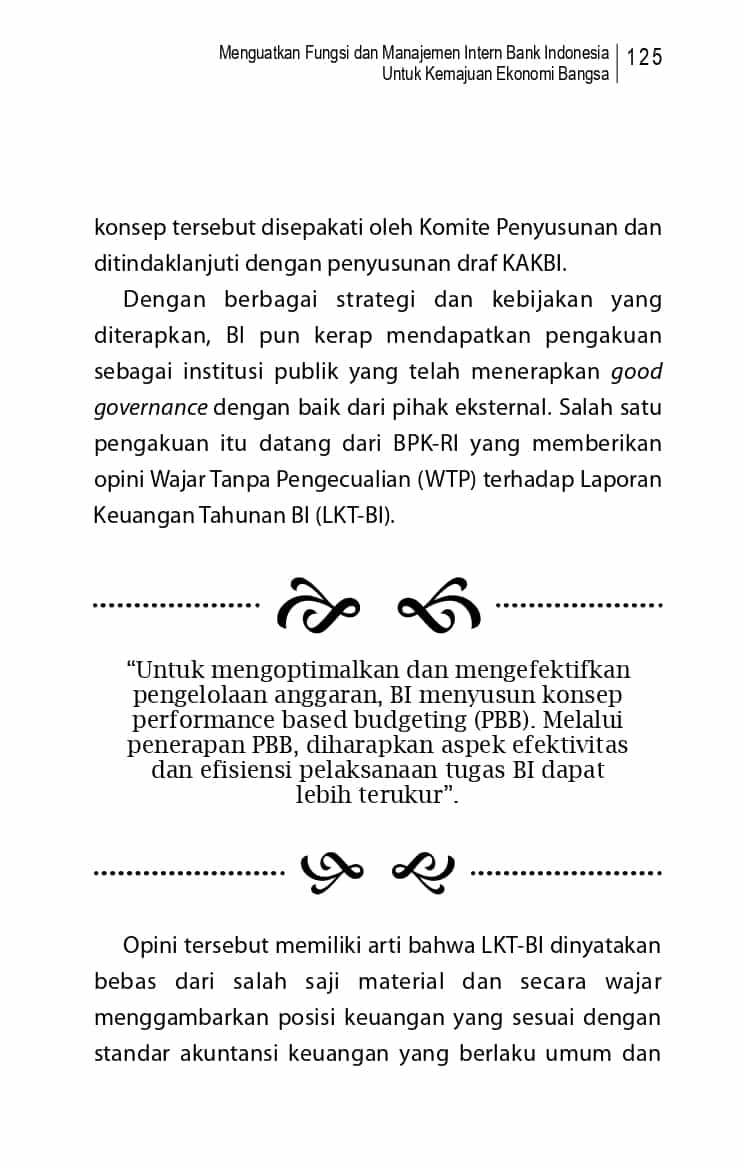 Menguatkan Fungsi dan Manajemen Intern Bank Indonesia
Untuk Kemajuan Ekonomi Bangsa
125
konsep tersebut disepakati oleh Komite Penyusunan dan
ditindaklanjuti dengan penyusunan draf KAKBI.
Dengan berbagai strategi dan kebijakan yang
diterapkan, BI pun kerap mendapatkan pengakuan
sebagai institusi publik yang telah menerapkan good
governance dengan baik dari pihak eksternal. Salah satu
pengakuan itu datang dari BPK-RI yang memberikan
opini Wajar Tanpa Pengecualian (WTP) terhadap Laporan
Keuangan Tahunan BI (LKT-BI).
“Untuk mengoptimalkan dan mengefektifkan
pengelolaan anggaran, BI menyusun konsep
performance based budgeting (PBB). Melalui
penerapan PBB, diharapkan aspek efektivitas
dan efisiensi pelaksanaan tugas BI dapat
lebih terukur”.
Opini tersebut memiliki arti bahwa LKT-BI dinyatakan
bebas dari salah saji material dan secara wajar
menggambarkan posisi keuangan yang sesuai dengan
standar akuntansi keuangan yang berlaku umum dan